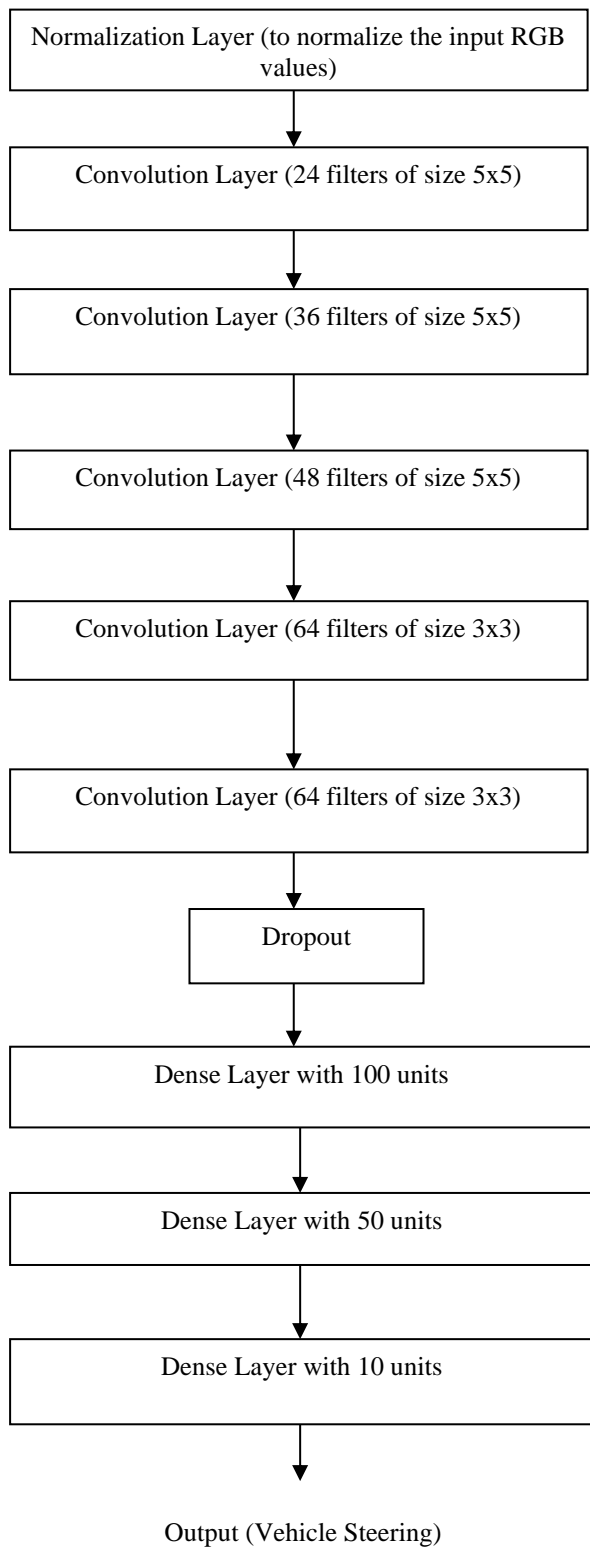 Normalization Layer (to normalize the input RGB
values)
Convolution Layer (24 filters of size 5x5)
Convolution Layer (36 filters of size 5x5)
Convolution Layer (48 filters of size 5x5)
Convolution Layer (64 filters of size 3x3)
Convolution Layer (64 filters of size 3x3)
Dropout
Dense Layer with 100 units
Dense Layer with 50 units
Dense Layer with 10 units
Output (Vehicle Steering)